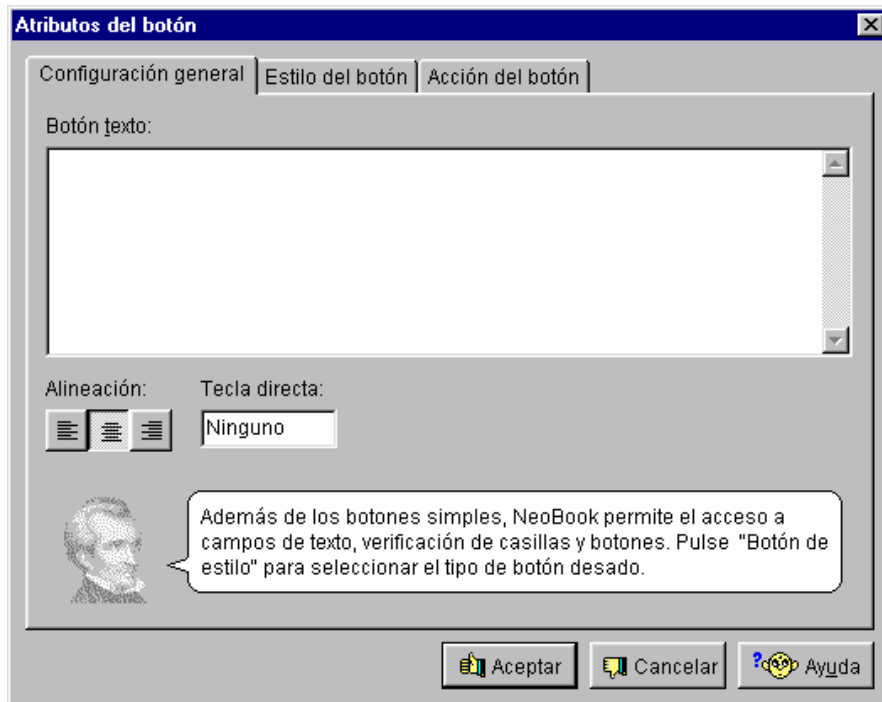 Atributos del botón
Configuración general
Estilo del botón
Acción del botón
Botón texto:
Alineación:
Tecla directa:
Ninguno
Además de los botones simples, NeoBook permite el acceso a
campos de texto, verificación de casillas y botones. Pulse "Botón de
estilo" para seleccionar el tipo de botón desado.
Aceptar
Cancelar
Ayuda